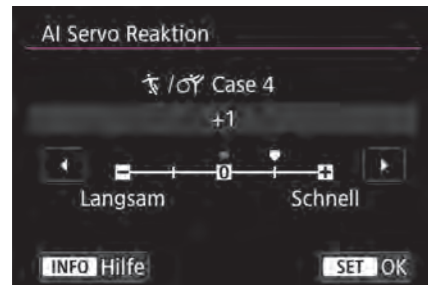 AI Servo Reaktion
/ Case 4
+1
0
Langsam Schnell
INFO Hilfe SET OK